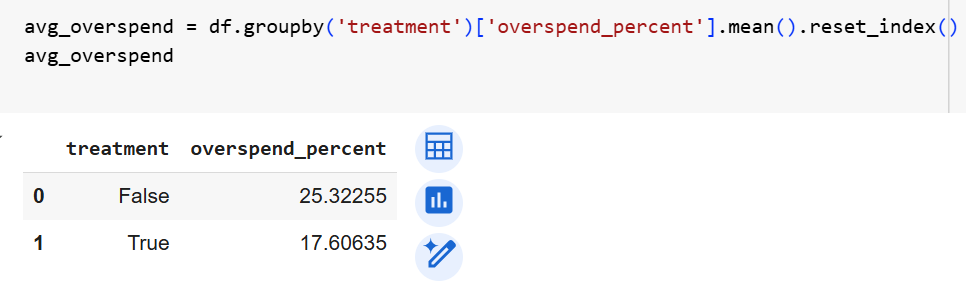 avg_overspend = df.groupby('treatment')['overspend_percent'].mean().reset_index()
avg_overspend
treatment overspend_percent
0 False 25.32255
1 True 17.60635